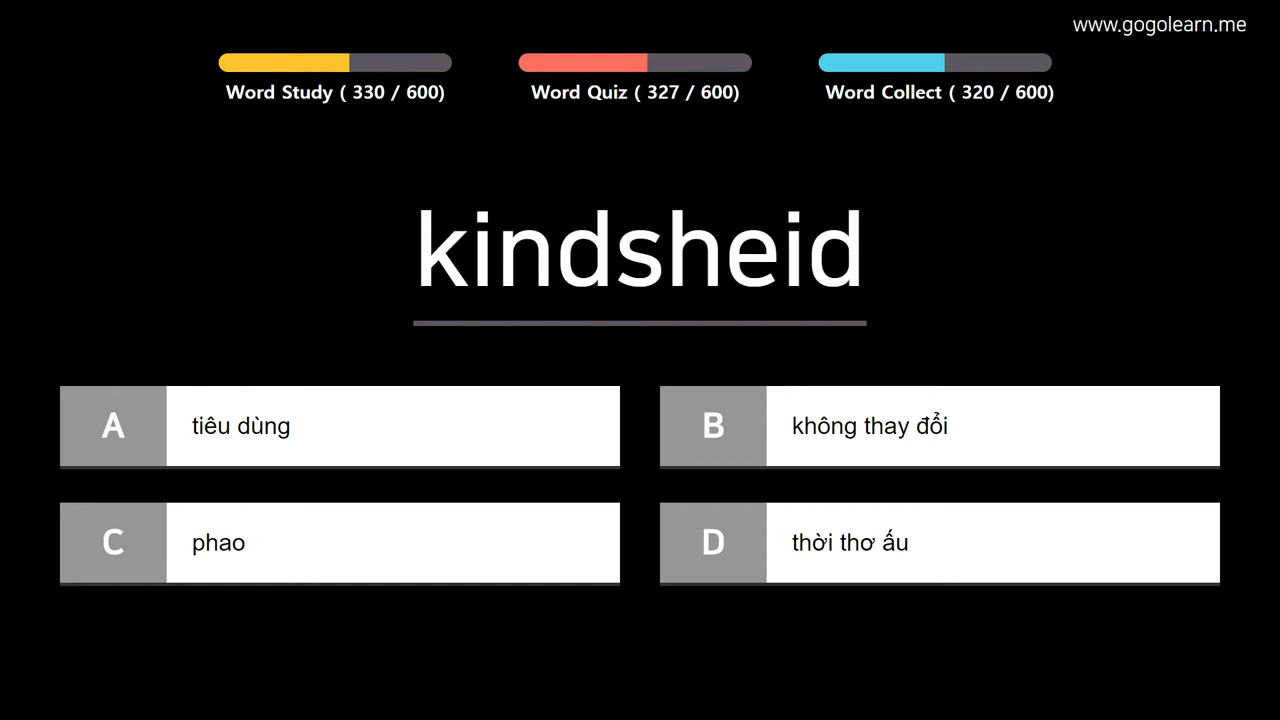 www.gogolearn.me
Word Study ( 330 / 600)
Word Quiz ( 327 / 600)
Word Collect ( 320 / 600)
kindsheid
A tiêu dùng
B không thay đổi
C phao
D thời thơ ấu